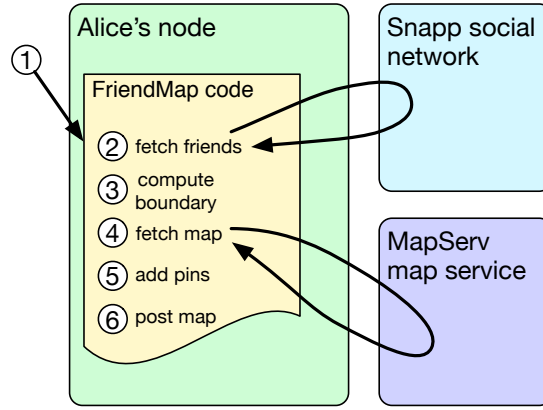 Alice's node
Snapp social
network
①
FriendMap code
② fetch friends
③ compute
boundary
④ fetch map
⑤ add pins
⑥ post map
MapServ
map service